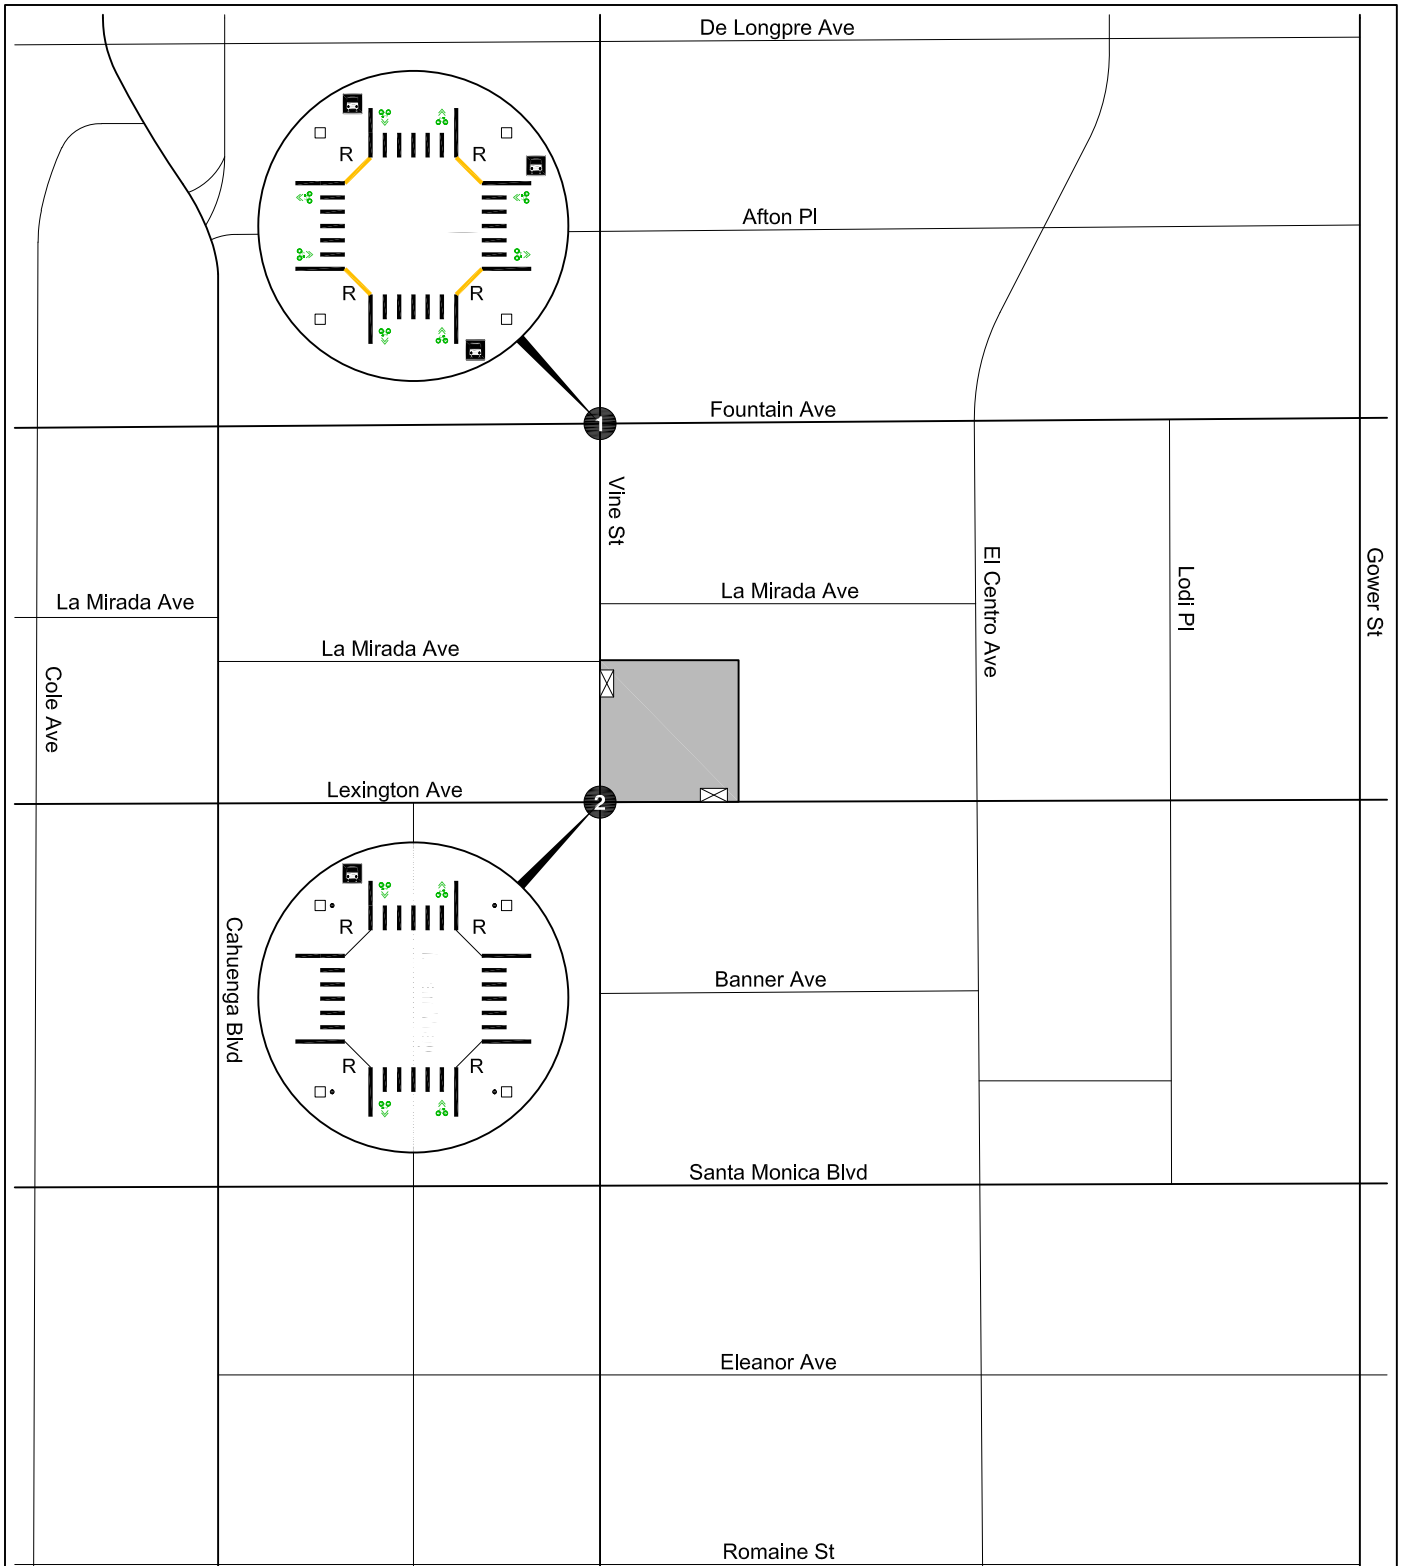 De Longpre Ave
R
R
Afton Pl
R
R
Fountain Ave
1
Vine St
El Centro Ave
Lodi Pl
Gower St
La Mirada Ave
La Mirada Ave
La Mirada Ave
Cole Ave
Lexington Ave
2
Cahuenga Blvd
R
R
Banner Ave
R
R
Santa Monica Blvd
Eleanor Ave
Romaine St